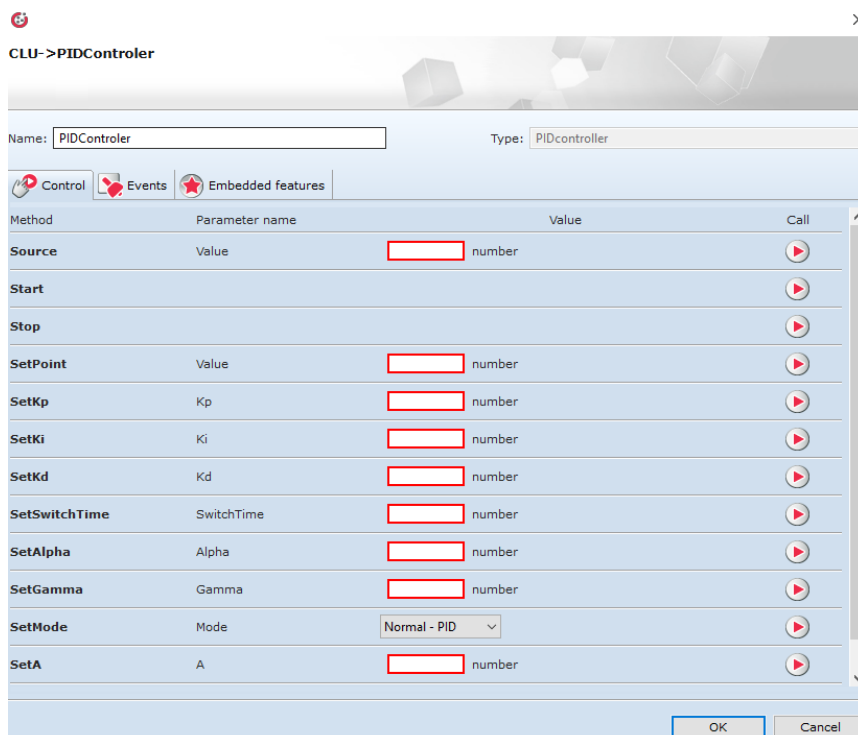 CLU->PIDControler
Name: PIDControler Type: PIDcontroller
Control Events Embedded features
Method Parameter name Value Call
Source Value number
Start
Stop
SetPoint Value number
SetKp Kp number
SetKi Ki number
SetKd Kd number
SetSwitchTime SwitchTime number
SetAlpha Alpha number
SetGamma Gamma number
SetMode Mode Normal - PID
SetA A number
OK Cancel